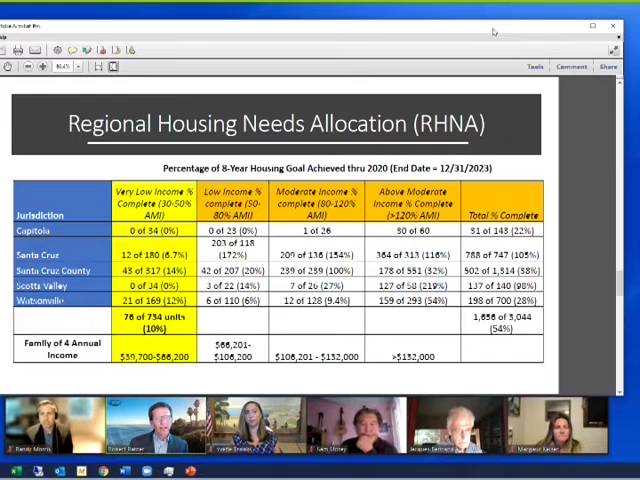 Tools Comment Share
Regional Housing Needs Allocation (RHNA)
Percentage of 8-Year Housing Goal Achieved thru 2020 (End Date = 12/31/2023)
Jurisdiction Very Low Income % Complete (30-50% AMI) Low Income % complete (50-80% AMI) Moderate Income % complete (80-120% AMI) Above Moderate Income % Complete (>120% AMI) Total % Complete
Capitola 0 of 34 (0%) 0 of 23 (0%) 1 of 26 30 of 60 31 of 143 (22%)
Santa Cruz 12 of 180 (6.7%) 203 of 118 (172%) 209 of 136 (154%) 364 of 313 (116%) 788 of 747 (105%)
Santa Cruz County 43 of 317 (14%) 42 of 207 (20%) 239 of 239 (100%) 178 of 551 (32%) 502 of 1,314 (38%)
Scotts Valley 0 of 34 (0%) 3 of 22 (14%) 7 of 26 (27%) 127 of 58 (219%) 137 of 140 (98%)
Watsonville 21 of 169 (12%) 6 of 110 (6%) 12 of 128 (9.4%) 159 of 293 (54%) 198 of 700 (28%)
76 of 734 units (10%) 1,656 of 3,044 (54%)
Family of 4 Annual Income $39,700-$66,200 $66,201-$106,200 $106,201 - $132,000 >$132,000
Randy Morris Robert Ratner Sam Storey Jacques Bertrand Margaux Keiser